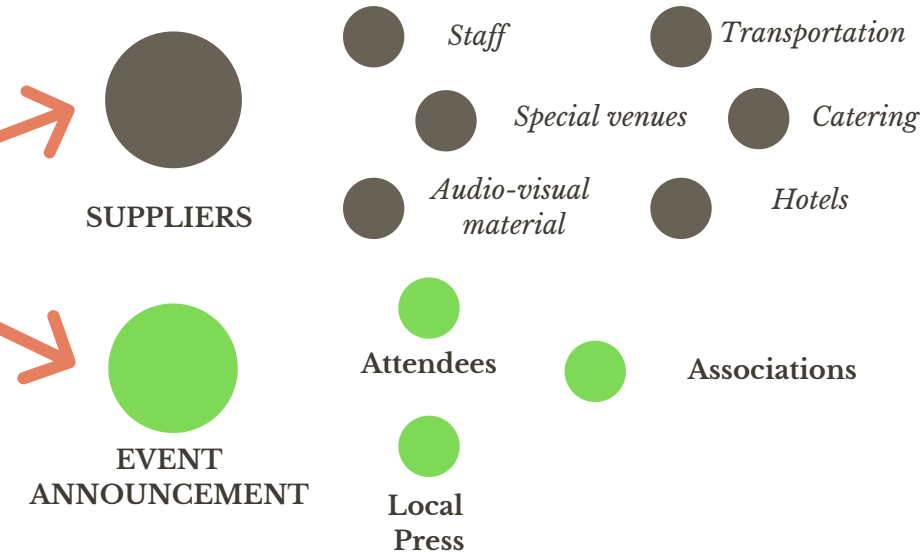 Staff
Transportation
Special venues
Catering
Audio-visual
material
Hotels
SUPPLIERS
Attendees
Associations
EVENT
ANNOUNCEMENT
Local
Press